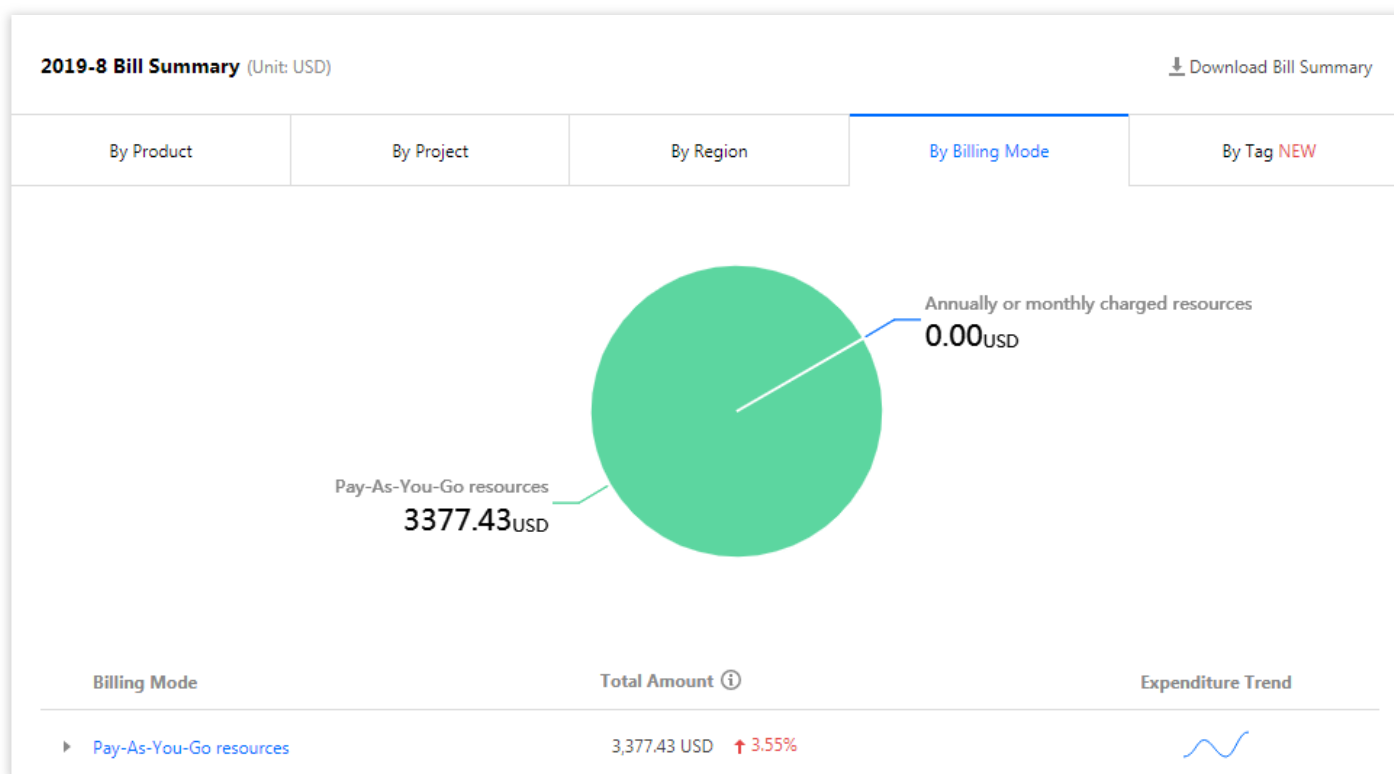 2019-8 Bill Summary (Unit: USD)
Download Bill Summary
By Product
By Project
By Region
By Billing Mode
By Tag NEW
Annually or monthly charged resources
0.00USD
Pay-As-You-Go resources
3377.43USD
Billing Mode
Total Amount
Expenditure Trend
Pay-As-You-Go resources
3,377.43 USD
3.55%